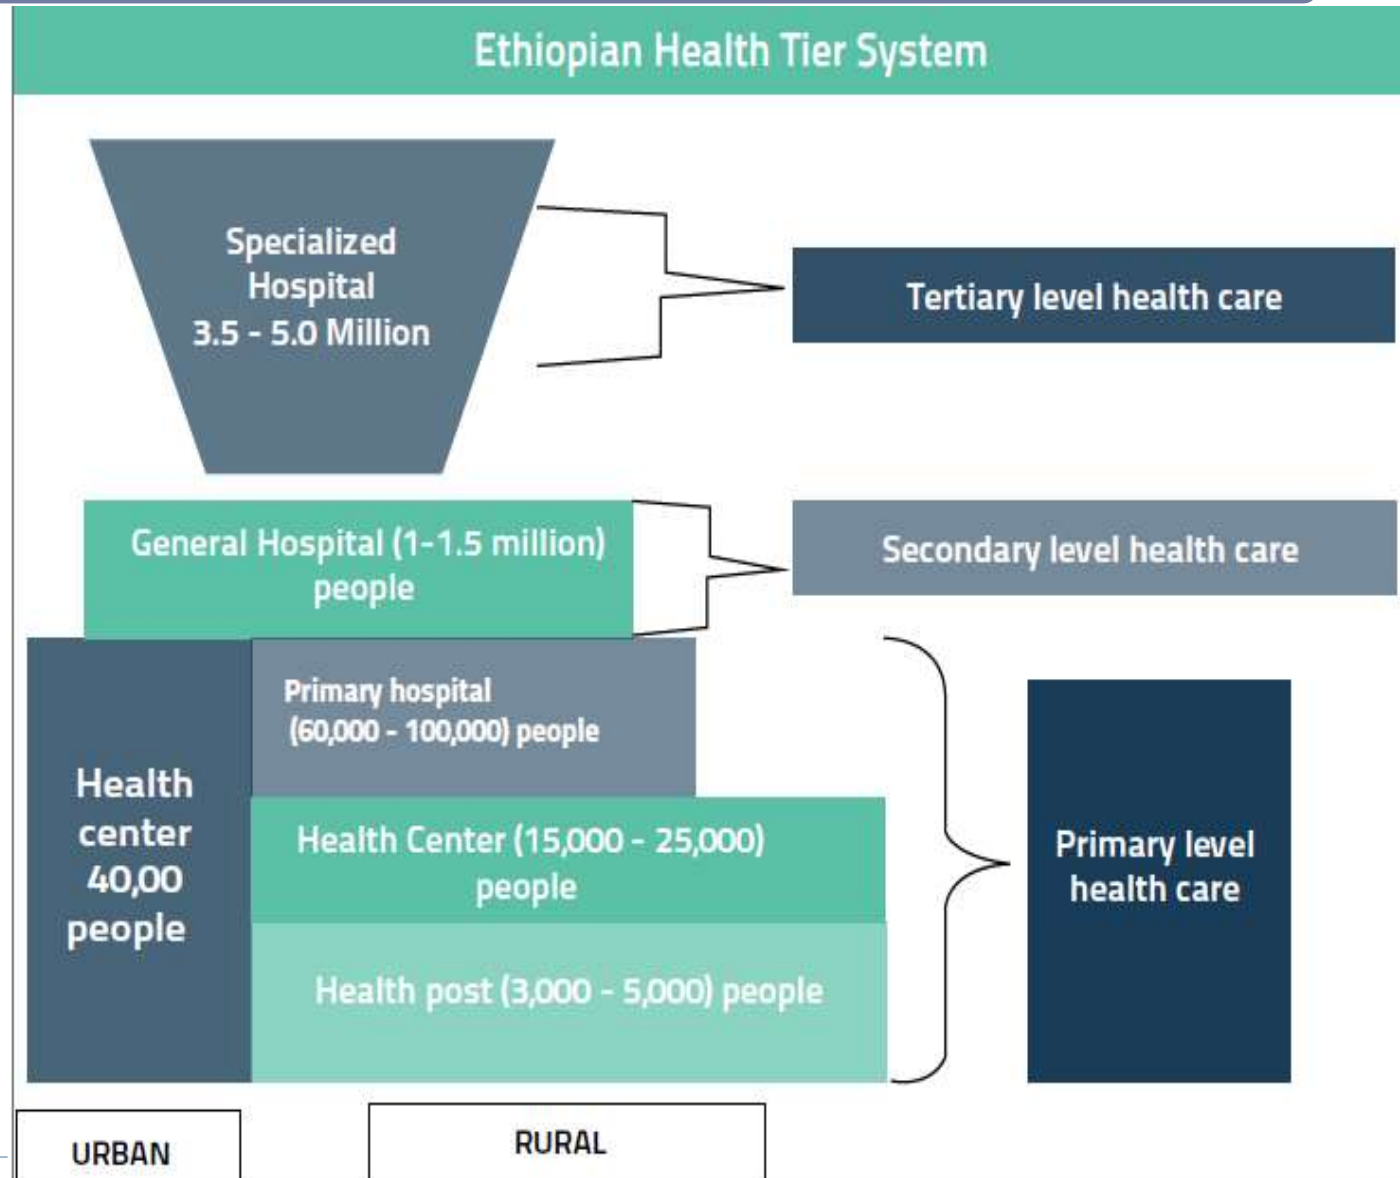 Ethiopian Health Tier System
Specialized
Hospital
3.5 - 5.0 Million
Tertiary level health care
General Hospital (1-1.5 million)
people
Secondary level health care
Primary hospital
(60,000 - 100,000) people
Health
center
40,00
people
Health Center (15,000 - 25,000)
people
Primary level
health care
Health post (3,000 - 5,000) people
URBAN
RURAL